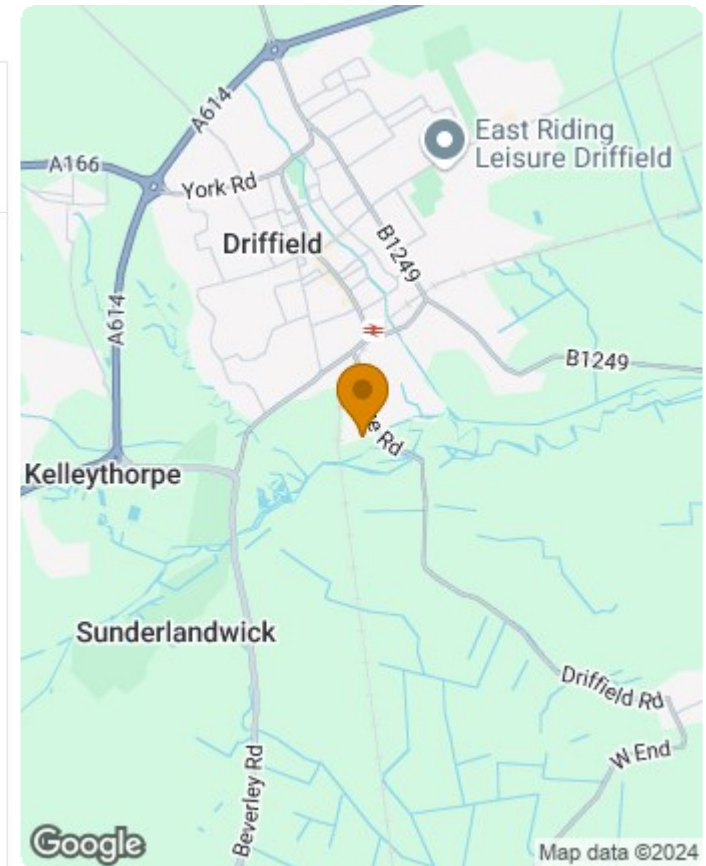 A614
A166
York Rd
East Riding
Leisure Driffield
Driffield
B1249
A614
B1249
Rd
Kelleythorpe
Sunderlandwick
Driffield Rd
W End
Beverley Rd
Google
Map data ©2024